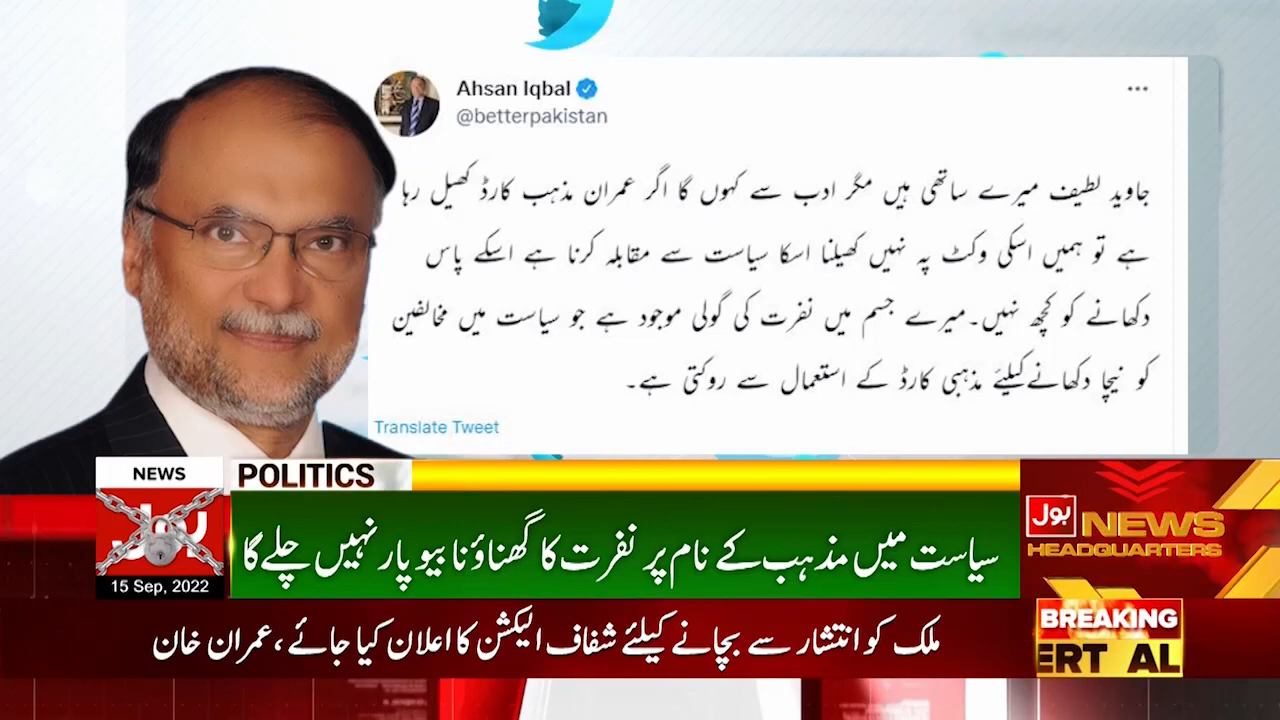 Ahsan Iqbal
@betterpakistan
جاوید لطیف میرے ساتھی ہیں مگر ادب سے کہوں گا اگر عمران مذہب کارڈ کھیل رہا
ہے تو ہمیں اسکی وکٹ پہ نہیں کھیلنا اسکا سیاست سے مقابلہ کرنا ہے اسکے پاس
دکھانے کو کچھ نہیں۔میرے جسم میں نفرت کی گولی موجود ہے جو سیاست میں مخالفین
کو نیچا دکھانےکیلئے مذہبی کارڈ کے استعمال سے روکتی ہے۔
Translate Tweet
NEWS
بول
15 Sep, 2022
POLITICS
سیاست میں مذہب کے نام پر نفرت کا گھناؤنا بیوپار نہیں چلے گا
بول NEWS
HEADQUARTERS
ملک کو انتشار سے بچانے کیلئے شفاف الیکشن کا اعلان کیا جائے، عمران خان
BREAKING
ERT AL